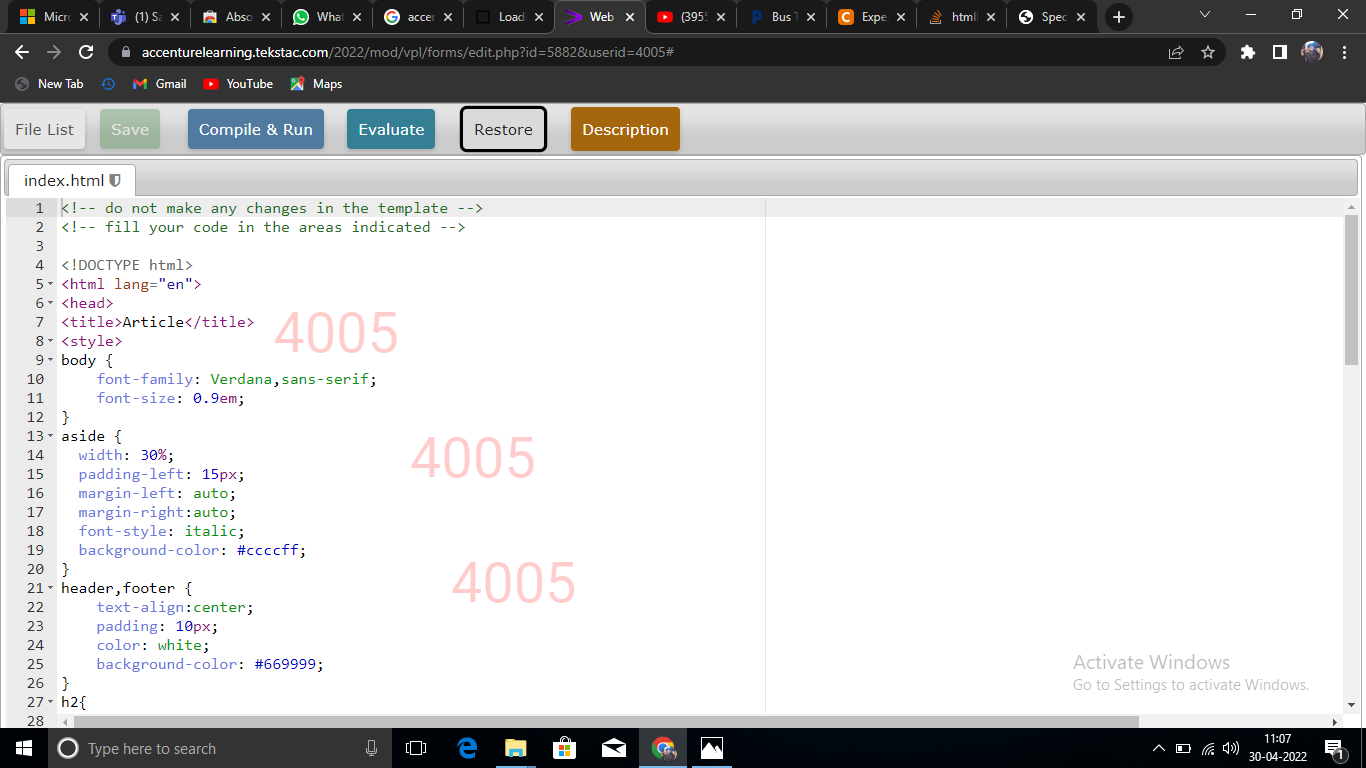 Micro
(1) Sa
Abso
What
accer
Load
Web
(395
Bus T
Expe
htmll
Spec
accenturelearning.tekstac.com/2022/mod/vpl/forms/edit.php?id=5882&userid=4005#
New Tab
Gmail
YouTube
Maps
File List
Save
Compile & Run
Evaluate
Restore
Description
index.html
1 <!-- do not make any changes in the template -->
2 <!-- fill your code in the areas indicated -->
3
4 <!DOCTYPE html>
5 <html lang="en">
6 <head>
7 <title>Article</title>
8 <style>
9 body {
10 font-family: Verdana,sans-serif;
11 font-size: 0.9em;
12 }
13 aside {
14 width: 30%;
15 padding-left: 15px;
16 margin-left: auto;
17 margin-right:auto;
18 font-style: italic;
19 background-color: #ccccff;
20 }
21 header,footer {
22 text-align:center;
23 padding: 10px;
24 color: white;
25 background-color: #669999;
26 }
27 h2{
28
4005
4005
4005
Activate Windows
Go to Settings to activate Windows.
Type here to search
11:07
30-04-2022
1